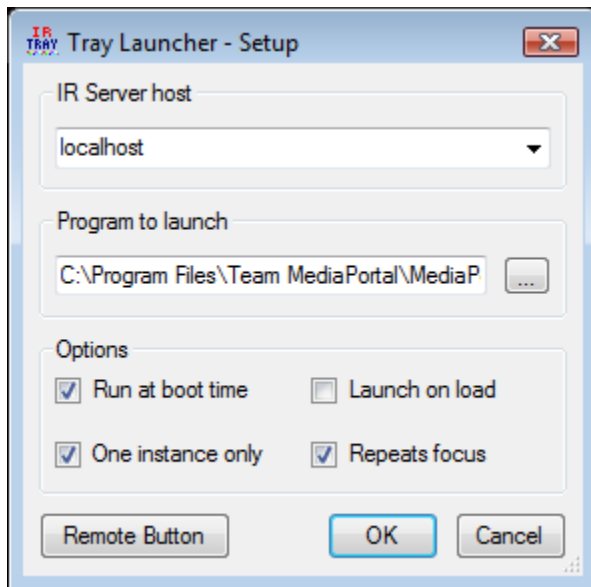 IR
TRAY
Tray Launcher - Setup
IR Server host
localhost
Program to launch
C:\Program Files\Team MediaPortal\MediaP
...
Options
Run at boot time
Launch on load
One instance only
Repeats focus
Remote Button
OK
Cancel